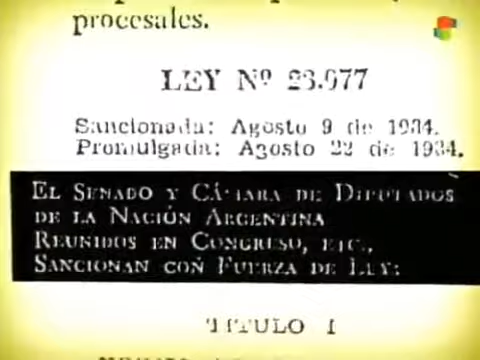 procesales.
LEY Nº 23.077
Sancionada: Agosto 9 de 1984.
Promulgada: Agosto 22 de 1984.
EL SENADO Y CÁMARA DE DIPUTADOS
DE LA NACIÓN ARGENTINA
REUNIDOS EN CONGRESO, ETC.,
SANCIONAN CON FUERZA DE LEY:
TITULO I